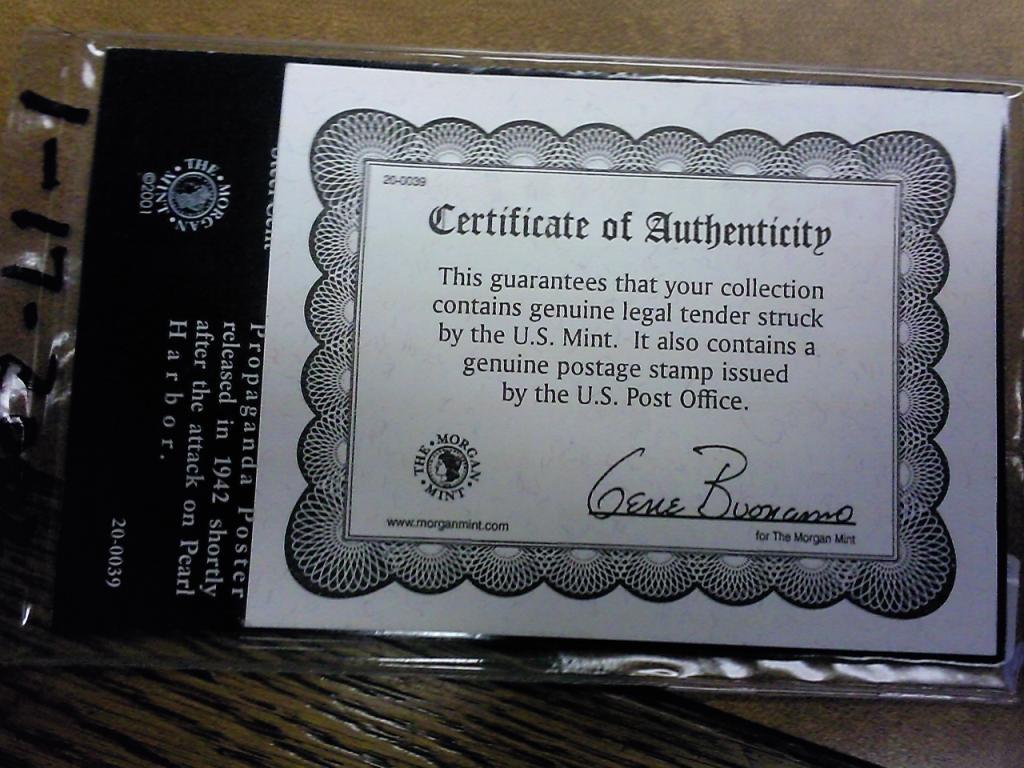 20-0039
Certificate of Authenticity
This guarantees that your collection
contains genuine legal tender struck
by the U.S. Mint. It also contains a
genuine postage stamp issued
by the U.S. Post Office.
THE • MORGAN • MINT •
www.morganmint.com
Gene Buonamo
for The Morgan Mint
THE • MORGAN • MINT •
©2001
Propaganda Poster
released in 1942 shortly
after the attack on Pearl
Harbor.
20-0039